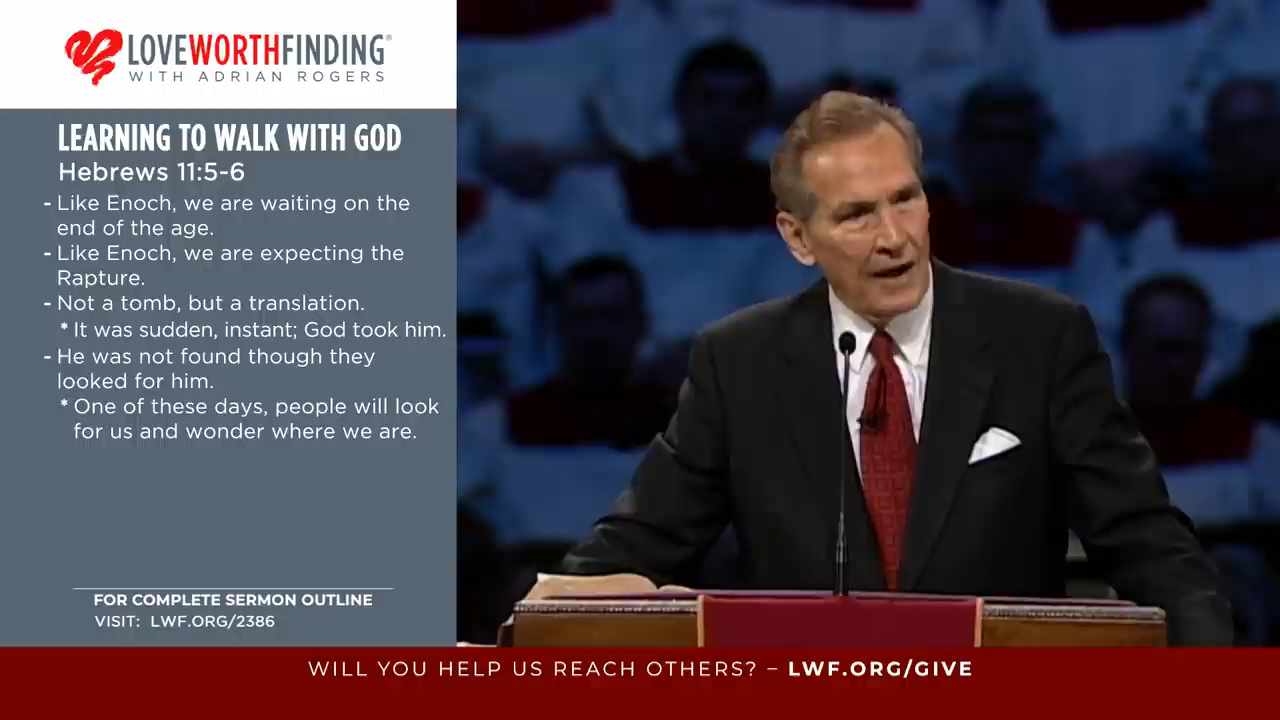 LOVEWORTHFINDING®
WITH ADRIAN ROGERS
LEARNING TO WALK WITH GOD
Hebrews 11:5-6
- Like Enoch, we are waiting on the
end of the age.
- Like Enoch, we are expecting the
Rapture.
- Not a tomb, but a translation.
* It was sudden, instant; God took him.
- He was not found though they
looked for him.
* One of these days, people will look
for us and wonder where we are.
FOR COMPLETE SERMON OUTLINE
VISIT: LWF.ORG/2386
WILL YOU HELP US REACH OTHERS? – LWF.ORG/GIVE